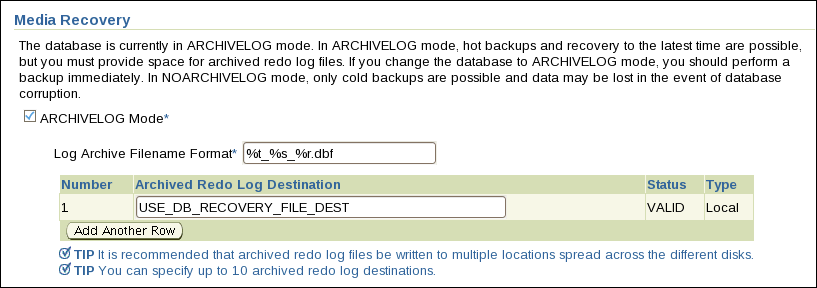 Media Recovery
The database is currently in ARCHIVELOG mode. In ARCHIVELOG mode, hot backups and recovery to the latest time are possible,
but you must provide space for archived redo log files. If you change the database to ARCHIVELOG mode, you should perform a
backup immediately. In NOARCHIVELOG mode, only cold backups are possible and data may be lost in the event of database
corruption.
ARCHIVELOG Mode*
Log Archive Filename Format* %t_%s_%r.dbf
Number Archived Redo Log Destination Status Type
1 USE_DB_RECOVERY_FILE_DEST VALID Local
Add Another Row
TIP It is recommended that archived redo log files be written to multiple locations spread across the different disks.
TIP You can specify up to 10 archived redo log destinations.